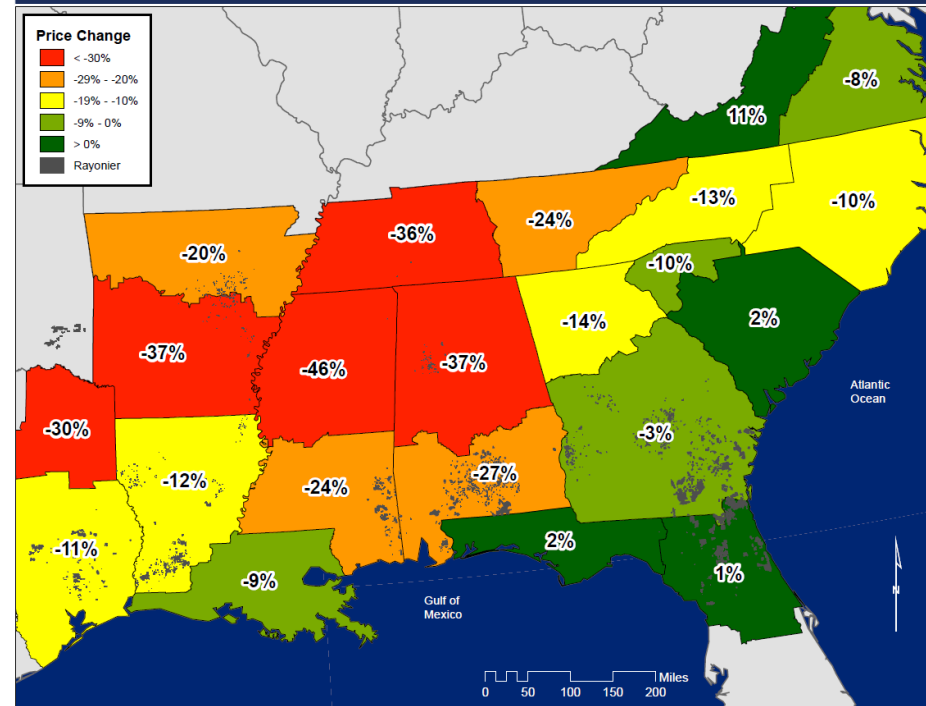 Price Change
< -30%
-29% - -20%
-19% - -10%
-9% - 0%
> 0%
Rayonier
-8%
11%
-13%
-10%
-24%
-36%
-20%
-10%
-14%
2%
-37%
-46%
-37%
Atlantic
Ocean
-30%
-3%
-12%
-24%
-27%
-11%
2%
-9%
1%
Gulf of
Mexico
N
Miles
0 50 100 150 200